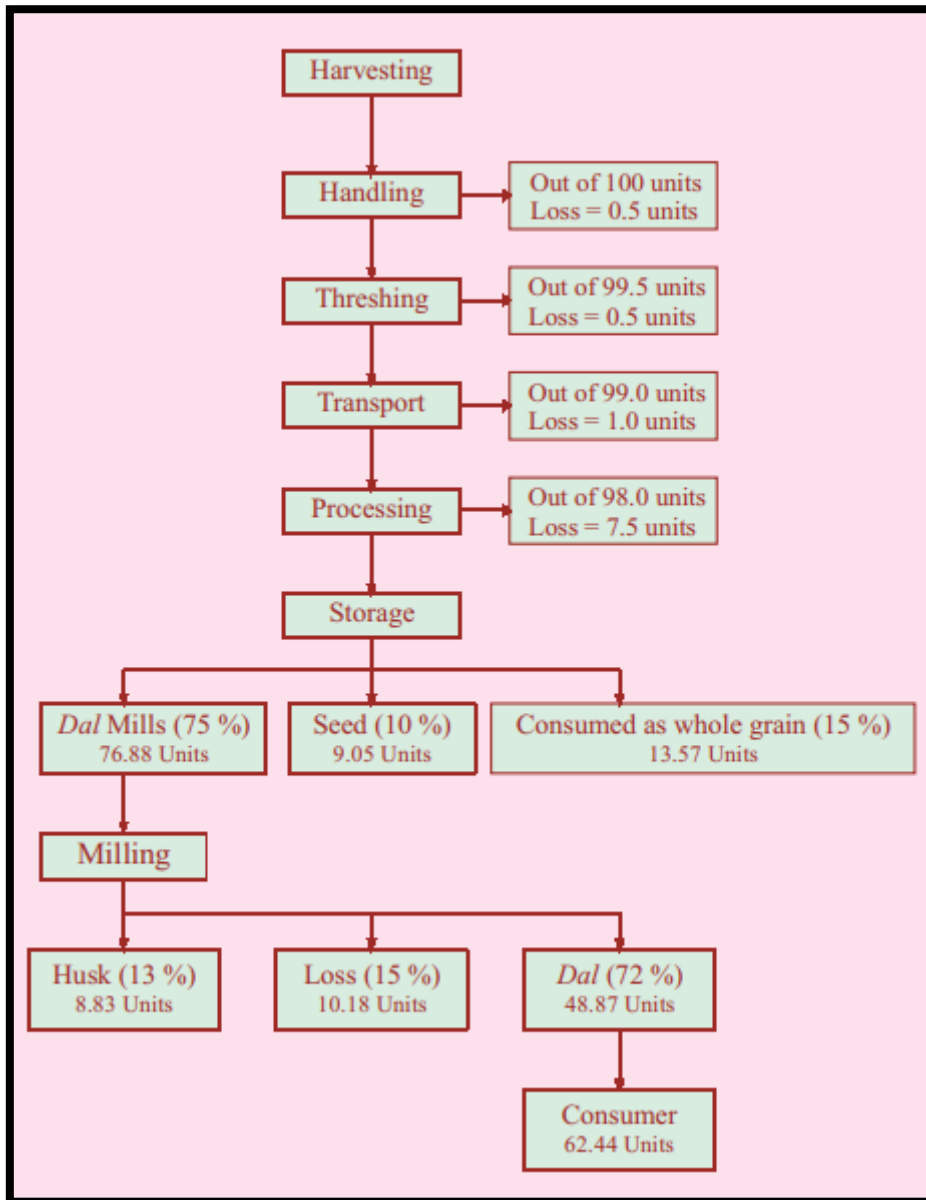 Harvesting
Handling
Out of 100 units
Loss = 0.5 units
Threshing
Out of 99.5 units
Loss = 0.5 units
Transport
Out of 99.0 units
Loss = 1.0 units
Processing
Out of 98.0 units
Loss = 7.5 units
Storage
Dal Mills (75 %)
76.88 Units
Seed (10 %)
9.05 Units
Consumed as whole grain (15 %)
13.57 Units
Milling
Husk (13 %)
8.83 Units
Loss (15 %)
10.18 Units
Dal (72 %)
48.87 Units
Consumer
62.44 Units